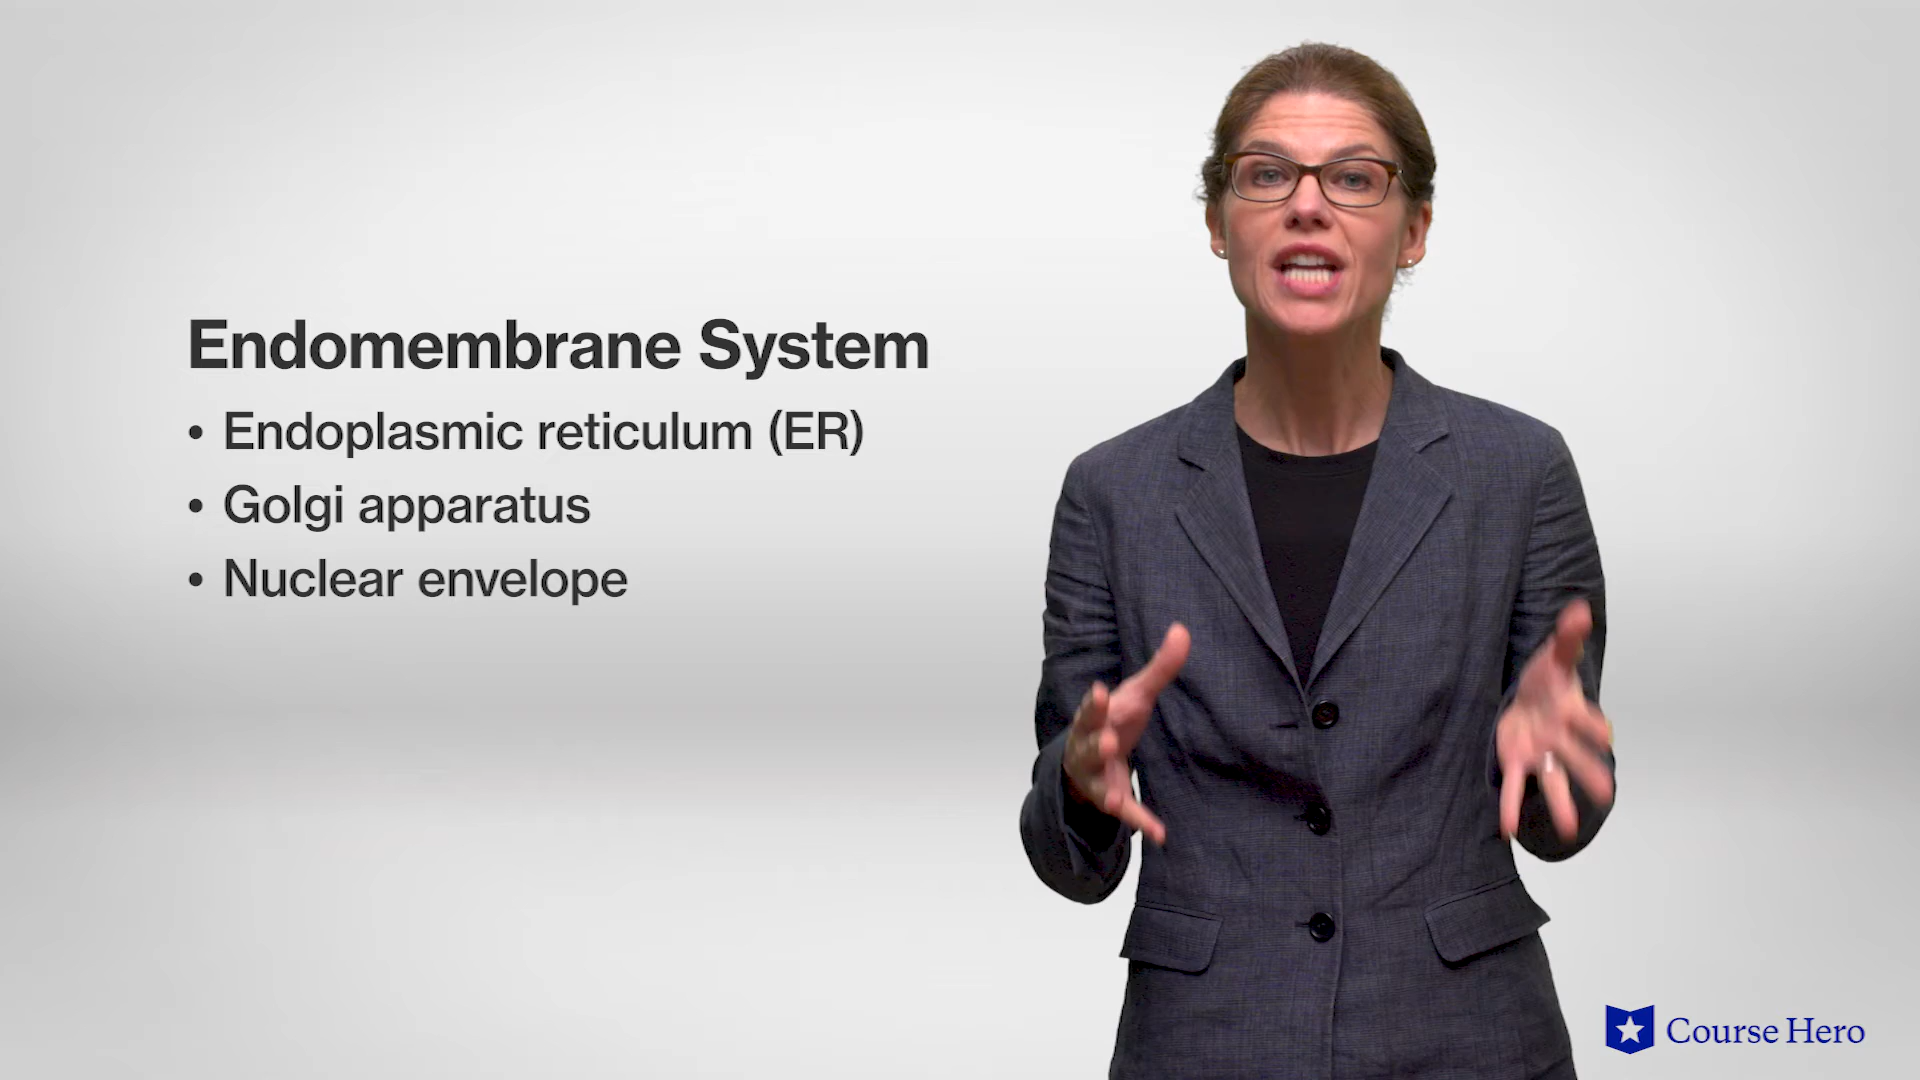 Endomembrane System
• Endoplasmic reticulum (ER)
• Golgi apparatus
• Nuclear envelope
Course Hero